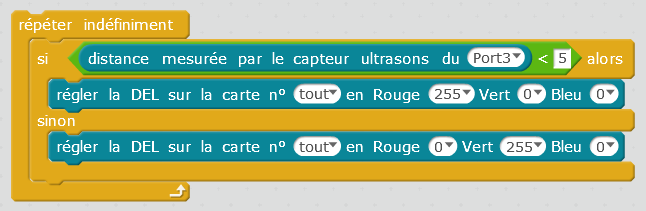 répéter indéfiniment
si distance mesurée par le capteur ultrasons du Port3 < 5 alors
régler la DEL sur la carte nº tout en Rouge 255 Vert 0 Bleu 0
sinon
régler la DEL sur la carte nº tout en Rouge 0 Vert 255 Bleu 0